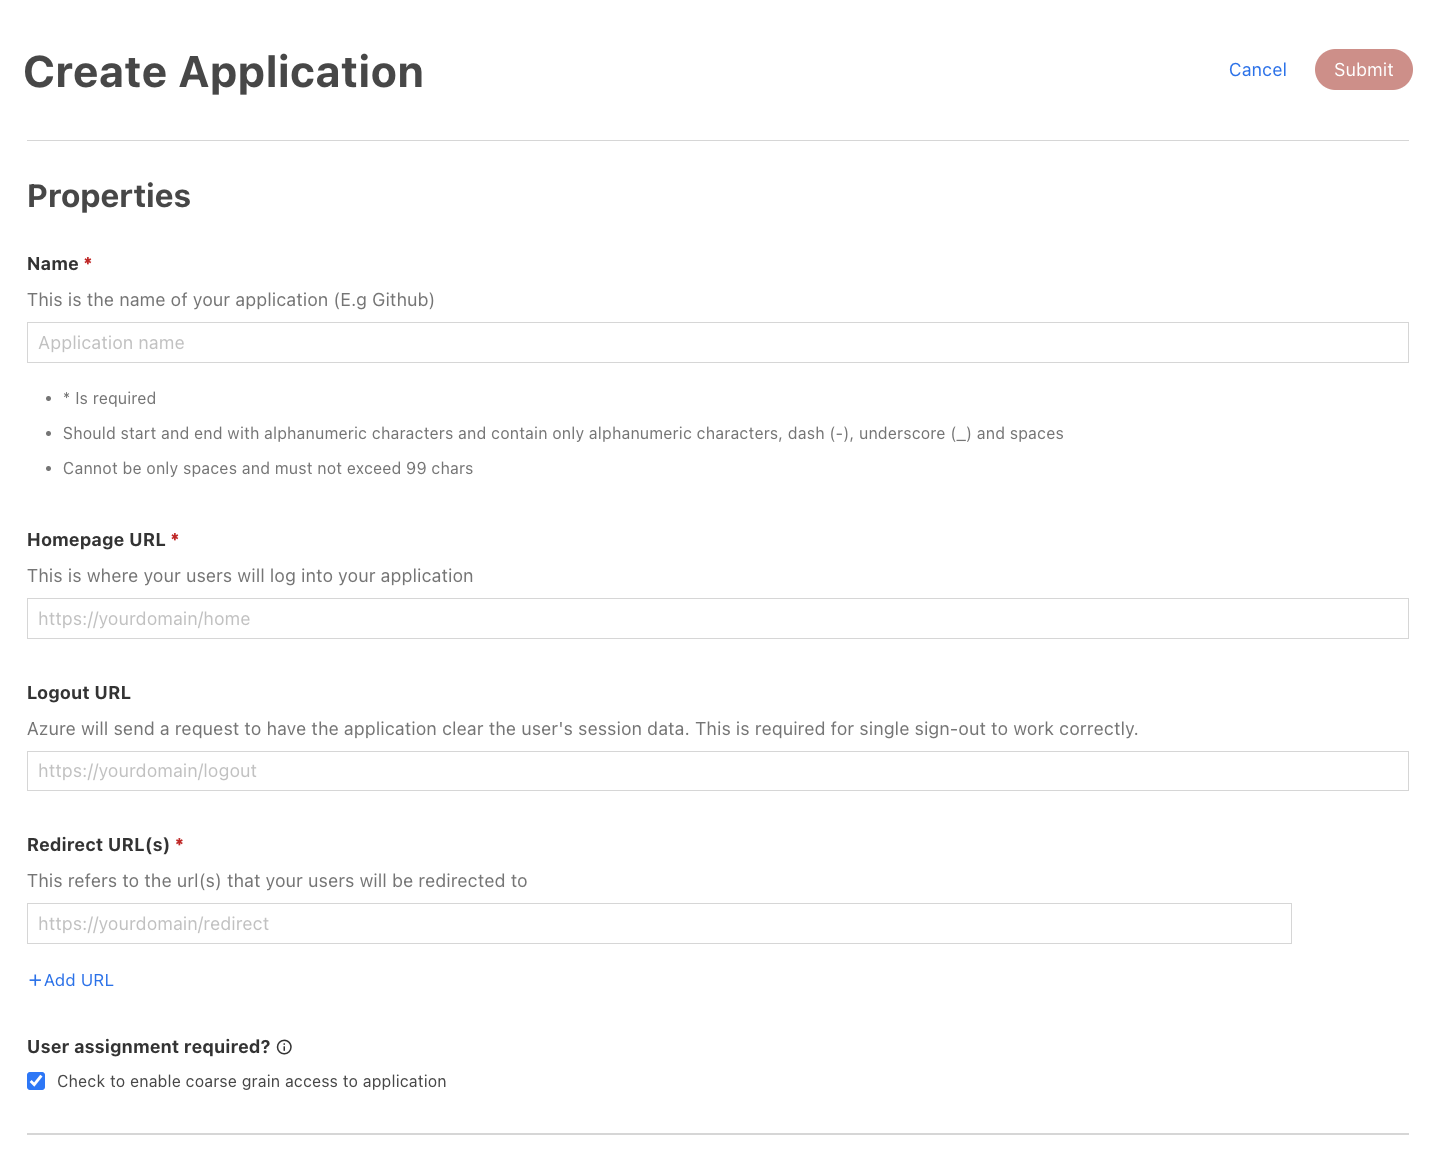 Create Application
Cancel
Submit
Properties
Name *
This is the name of your application (E.g Github)
Application name
• * Is required
• Should start and end with alphanumeric characters and contain only alphanumeric characters, dash (-), underscore (_) and spaces
• Cannot be only spaces and must not exceed 99 chars
Homepage URL *
This is where your users will log into your application
https://yourdomain/home
Logout URL
Azure will send a request to have the application clear the user's session data. This is required for single sign-out to work correctly.
https://yourdomain/logout
Redirect URL(s) *
This refers to the url(s) that your users will be redirected to
https://yourdomain/redirect
+Add URL
User assignment required?
Check to enable coarse grain access to application